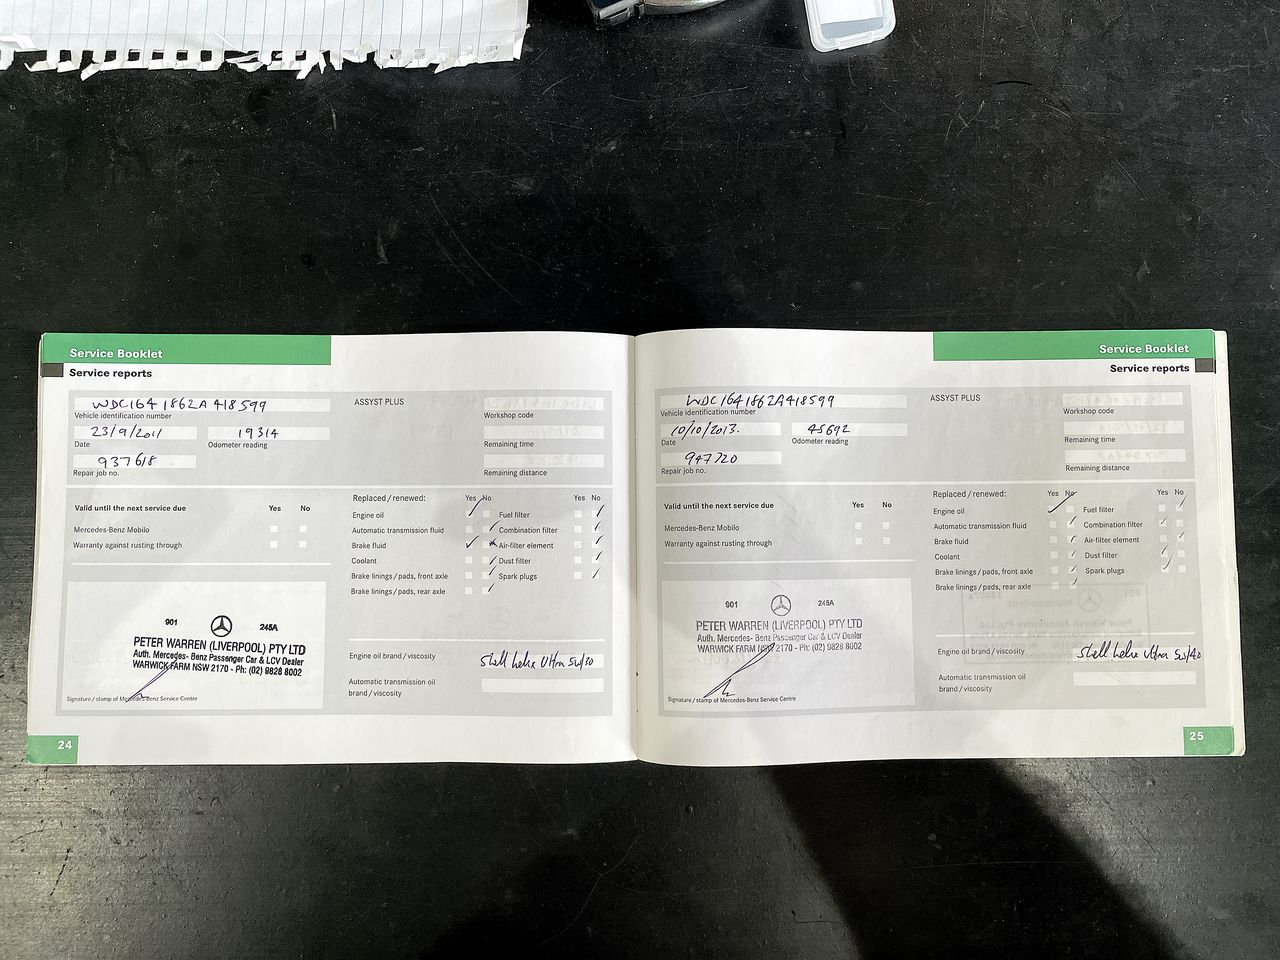 Service Booklet
Service reports
WDC1641862A418599
Vehicle identification number
23/9/2011 19314
Date Odometer reading
937618
Repair job no.
ASSYST PLUS
Workshop code
Remaining time
Remaining distance
Valid until the next service due Yes No
Mercedes-Benz Mobilo
Warranty against rusting through
Replaced / renewed: Yes No Yes No
Engine oil Fuel filter
Automatic transmission fluid Combination filter
Brake fluid Air-filter element
Coolant Dust filter
Brake linings / pads, front axle Spark plugs
Brake linings / pads, rear axle
901 245A
PETER WARREN (LIVERPOOL) PTY LTD
Auth. Mercedes- Benz Passenger Car & LCV Dealer
WARWICK FARM NSW 2170 - Ph: (02) 9828 8002
Signature / stamp of Mercedes-Benz Service Centre
Engine oil brand / viscosity Shell helix Ultra
Automatic transmission oil
brand / viscosity
24
Service Booklet
Service reports
WDC1641862A418599
Vehicle identification number
10/10/2013. 45692
Date Odometer reading
947720
Repair job no.
ASSYST PLUS
Workshop code
Remaining time
Remaining distance
Valid until the next service due Yes No
Mercedes-Benz Mobilo
Warranty against rusting through
Replaced / renewed: Yes No Yes No
Engine oil Fuel filter
Automatic transmission fluid Combination filter
Brake fluid Air-filter element
Coolant Dust filter
Brake linings / pads, front axle Spark plugs
Brake linings / pads, rear axle
901 245A
PETER WARREN (LIVERPOOL) PTY LTD
Auth. Mercedes- Benz Passenger Car & LCV Dealer
WARWICK FARM NSW 2170 - Ph: (02) 9828 8002
Signature / stamp of Mercedes-Benz Service Centre
Engine oil brand / viscosity Shell helix Ultra 5w/40
Automatic transmission oil
brand / viscosity
25